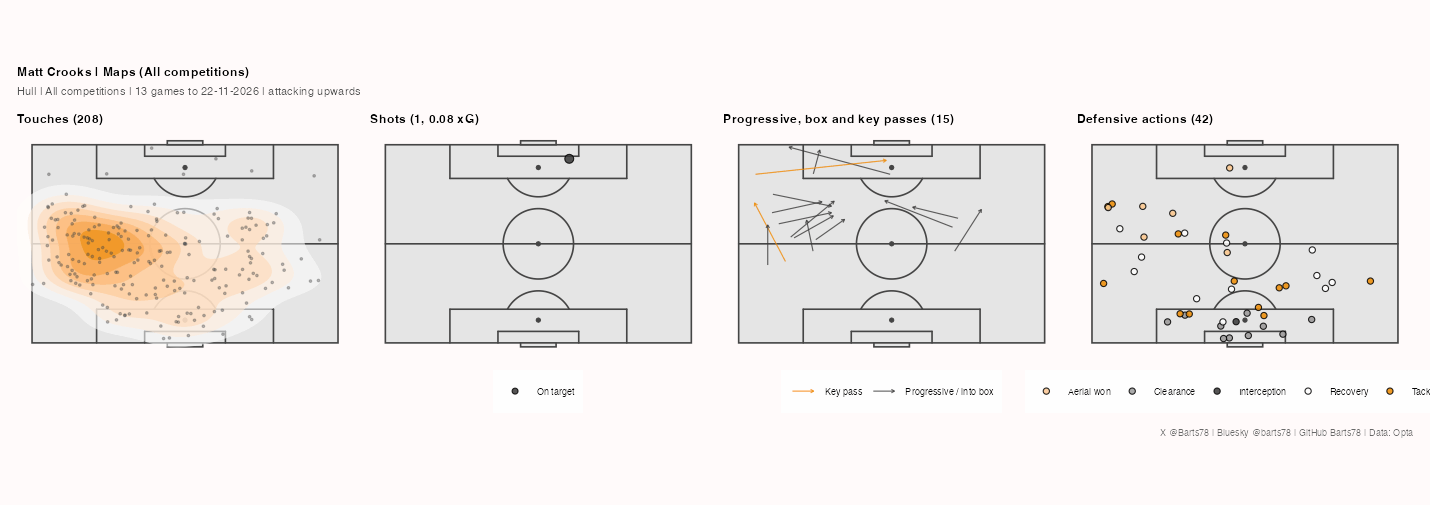 Matt Crooks | Maps (All competitions)
Hull | All competitions | 13 games to 22-11-2026 | attacking upwards
Touches (208)
Shots (1, 0.08 xG)
Progressive, box and key passes (15)
Defensive actions (42)
On target
Key pass
Progressive / into box
Aerial won
Clearance
Interception
Recovery
Tack
X @Barts78 | Bluesky @barts78 | GitHub Barts78 | Data: Opta